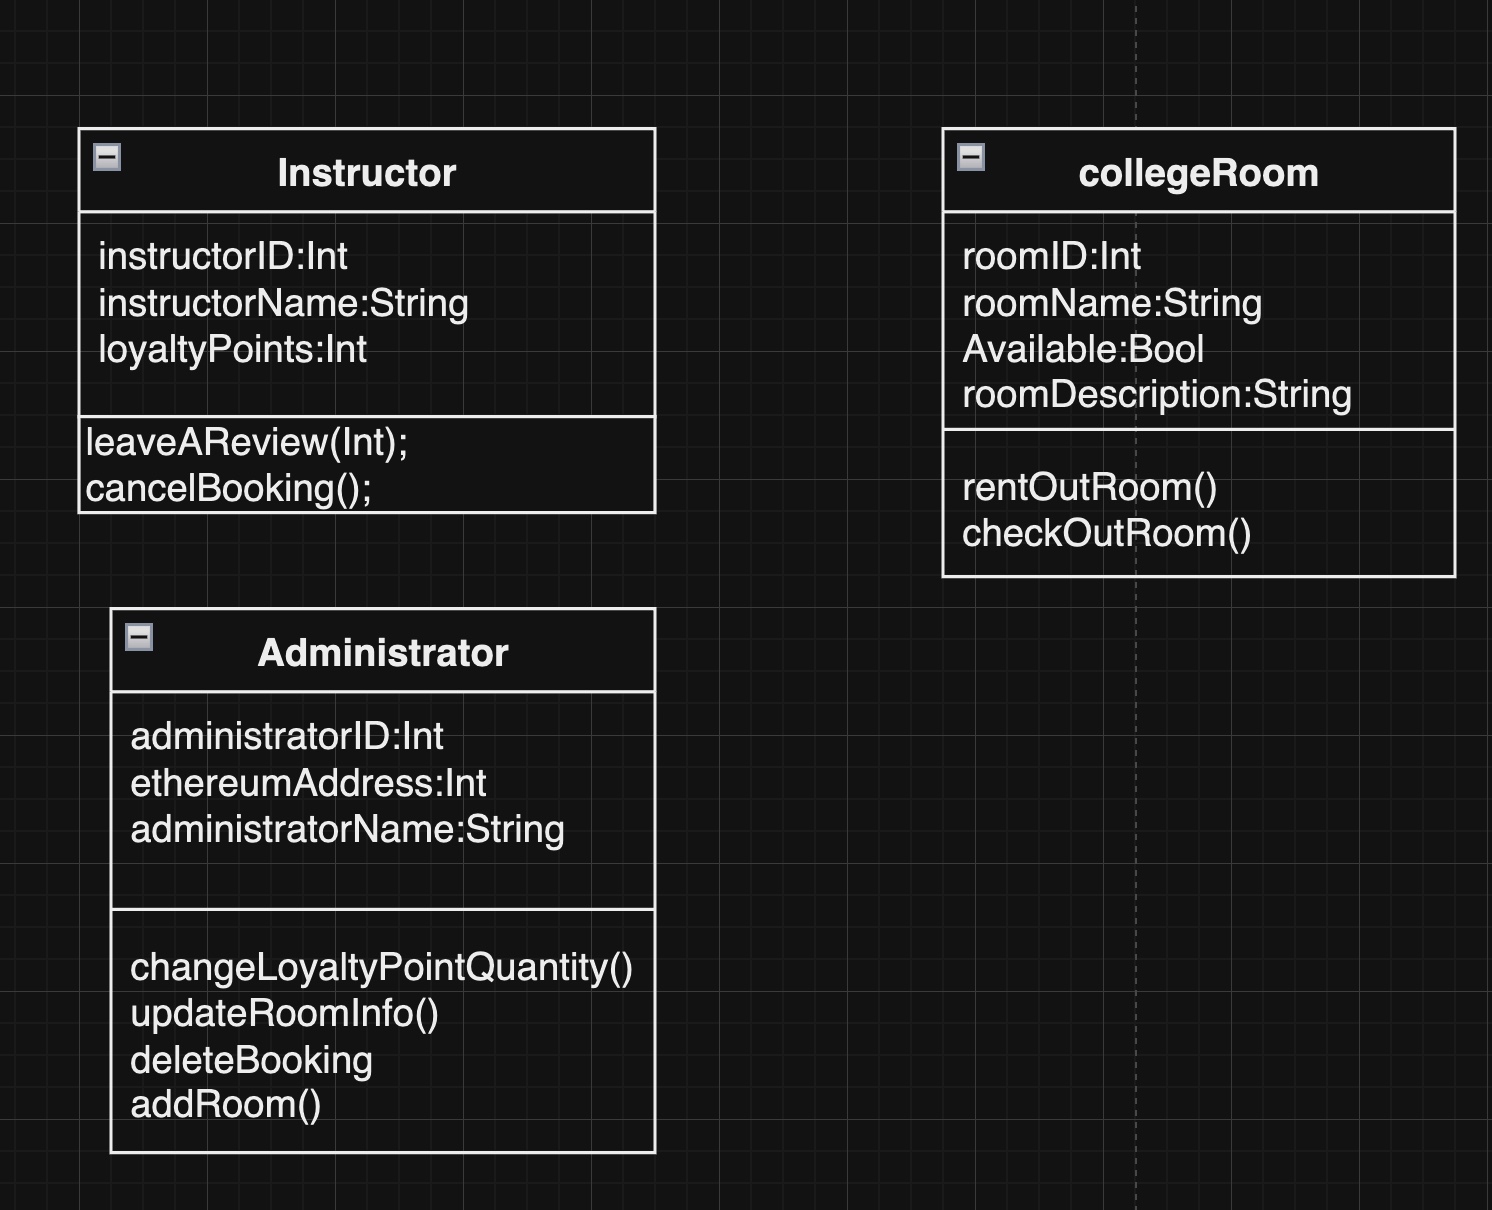 Instructor
instructorID:Int
instructorName:String
loyaltyPoints:Int
leaveAReview(Int);
cancelBooking();
collegeRoom
roomID:Int
roomName:String
Available:Bool
roomDescription:String
rentOutRoom()
checkOutRoom()
Administrator
administratorID:Int
ethereumAddress:Int
administratorName:String
changeLoyaltyPointQuantity()
updateRoomInfo()
deleteBooking
addRoom()